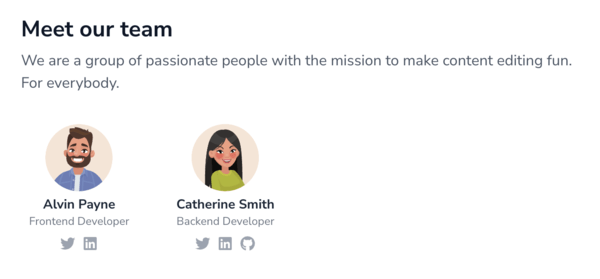 Meet our team
We are a group of passionate people with the mission to make content editing fun.
For everybody.
Alvin Payne
Frontend Developer
Catherine Smith
Backend Developer